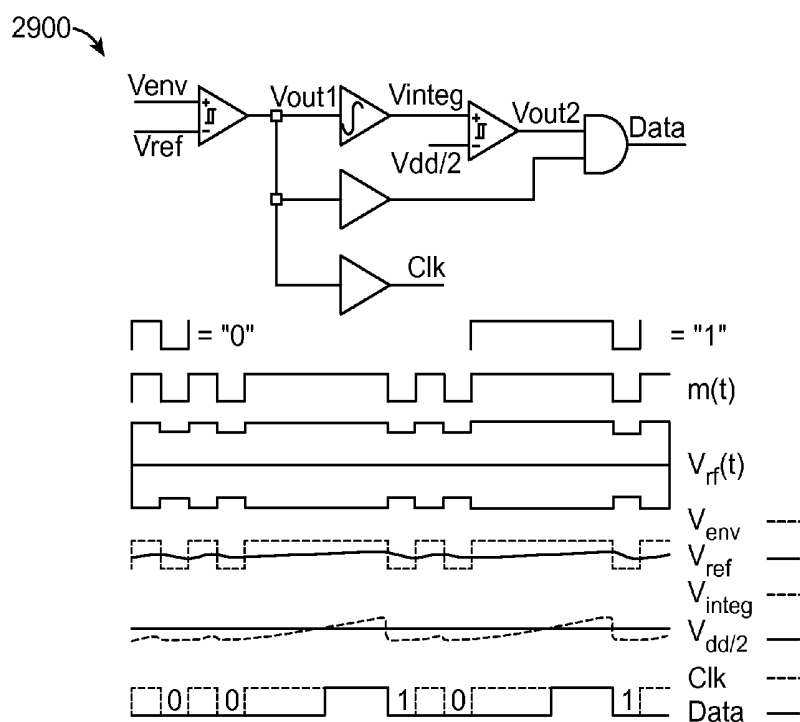 2900
Venv
Vref
Vout1
Vinteg
Vdd/2
Vout2
Data
Clk
= "0"
= "1"
m(t)
Vrf(t)
Venv
Vref
Vinteg
Vdd/2
Clk
0 0 1 0 1
Data